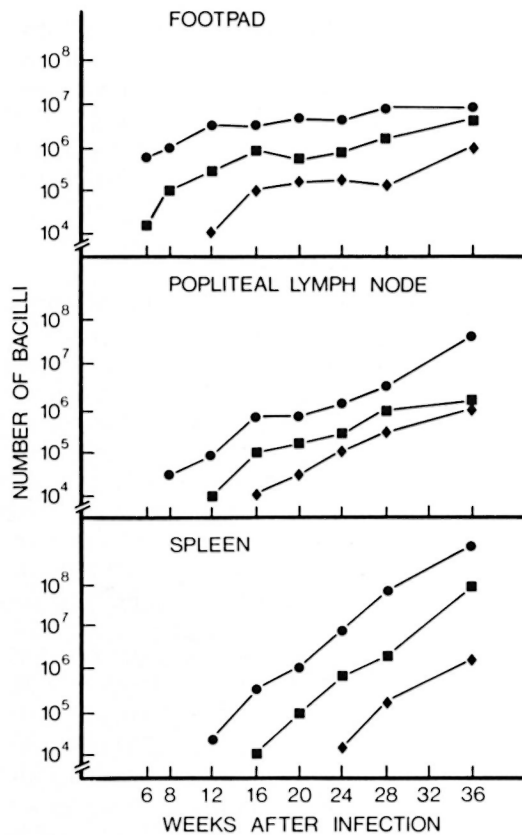 FOOTPAD
10⁸
10⁷
10⁶
10⁵
10⁴
POPLITEAL LYMPH NODE
10⁸
10⁷
10⁶
10⁵
10⁴
SPLEEN
10⁸
10⁷
10⁶
10⁵
10⁴
NUMBER OF BACILLI
6 8 12 16 20 24 28 32 36
WEEKS AFTER INFECTION